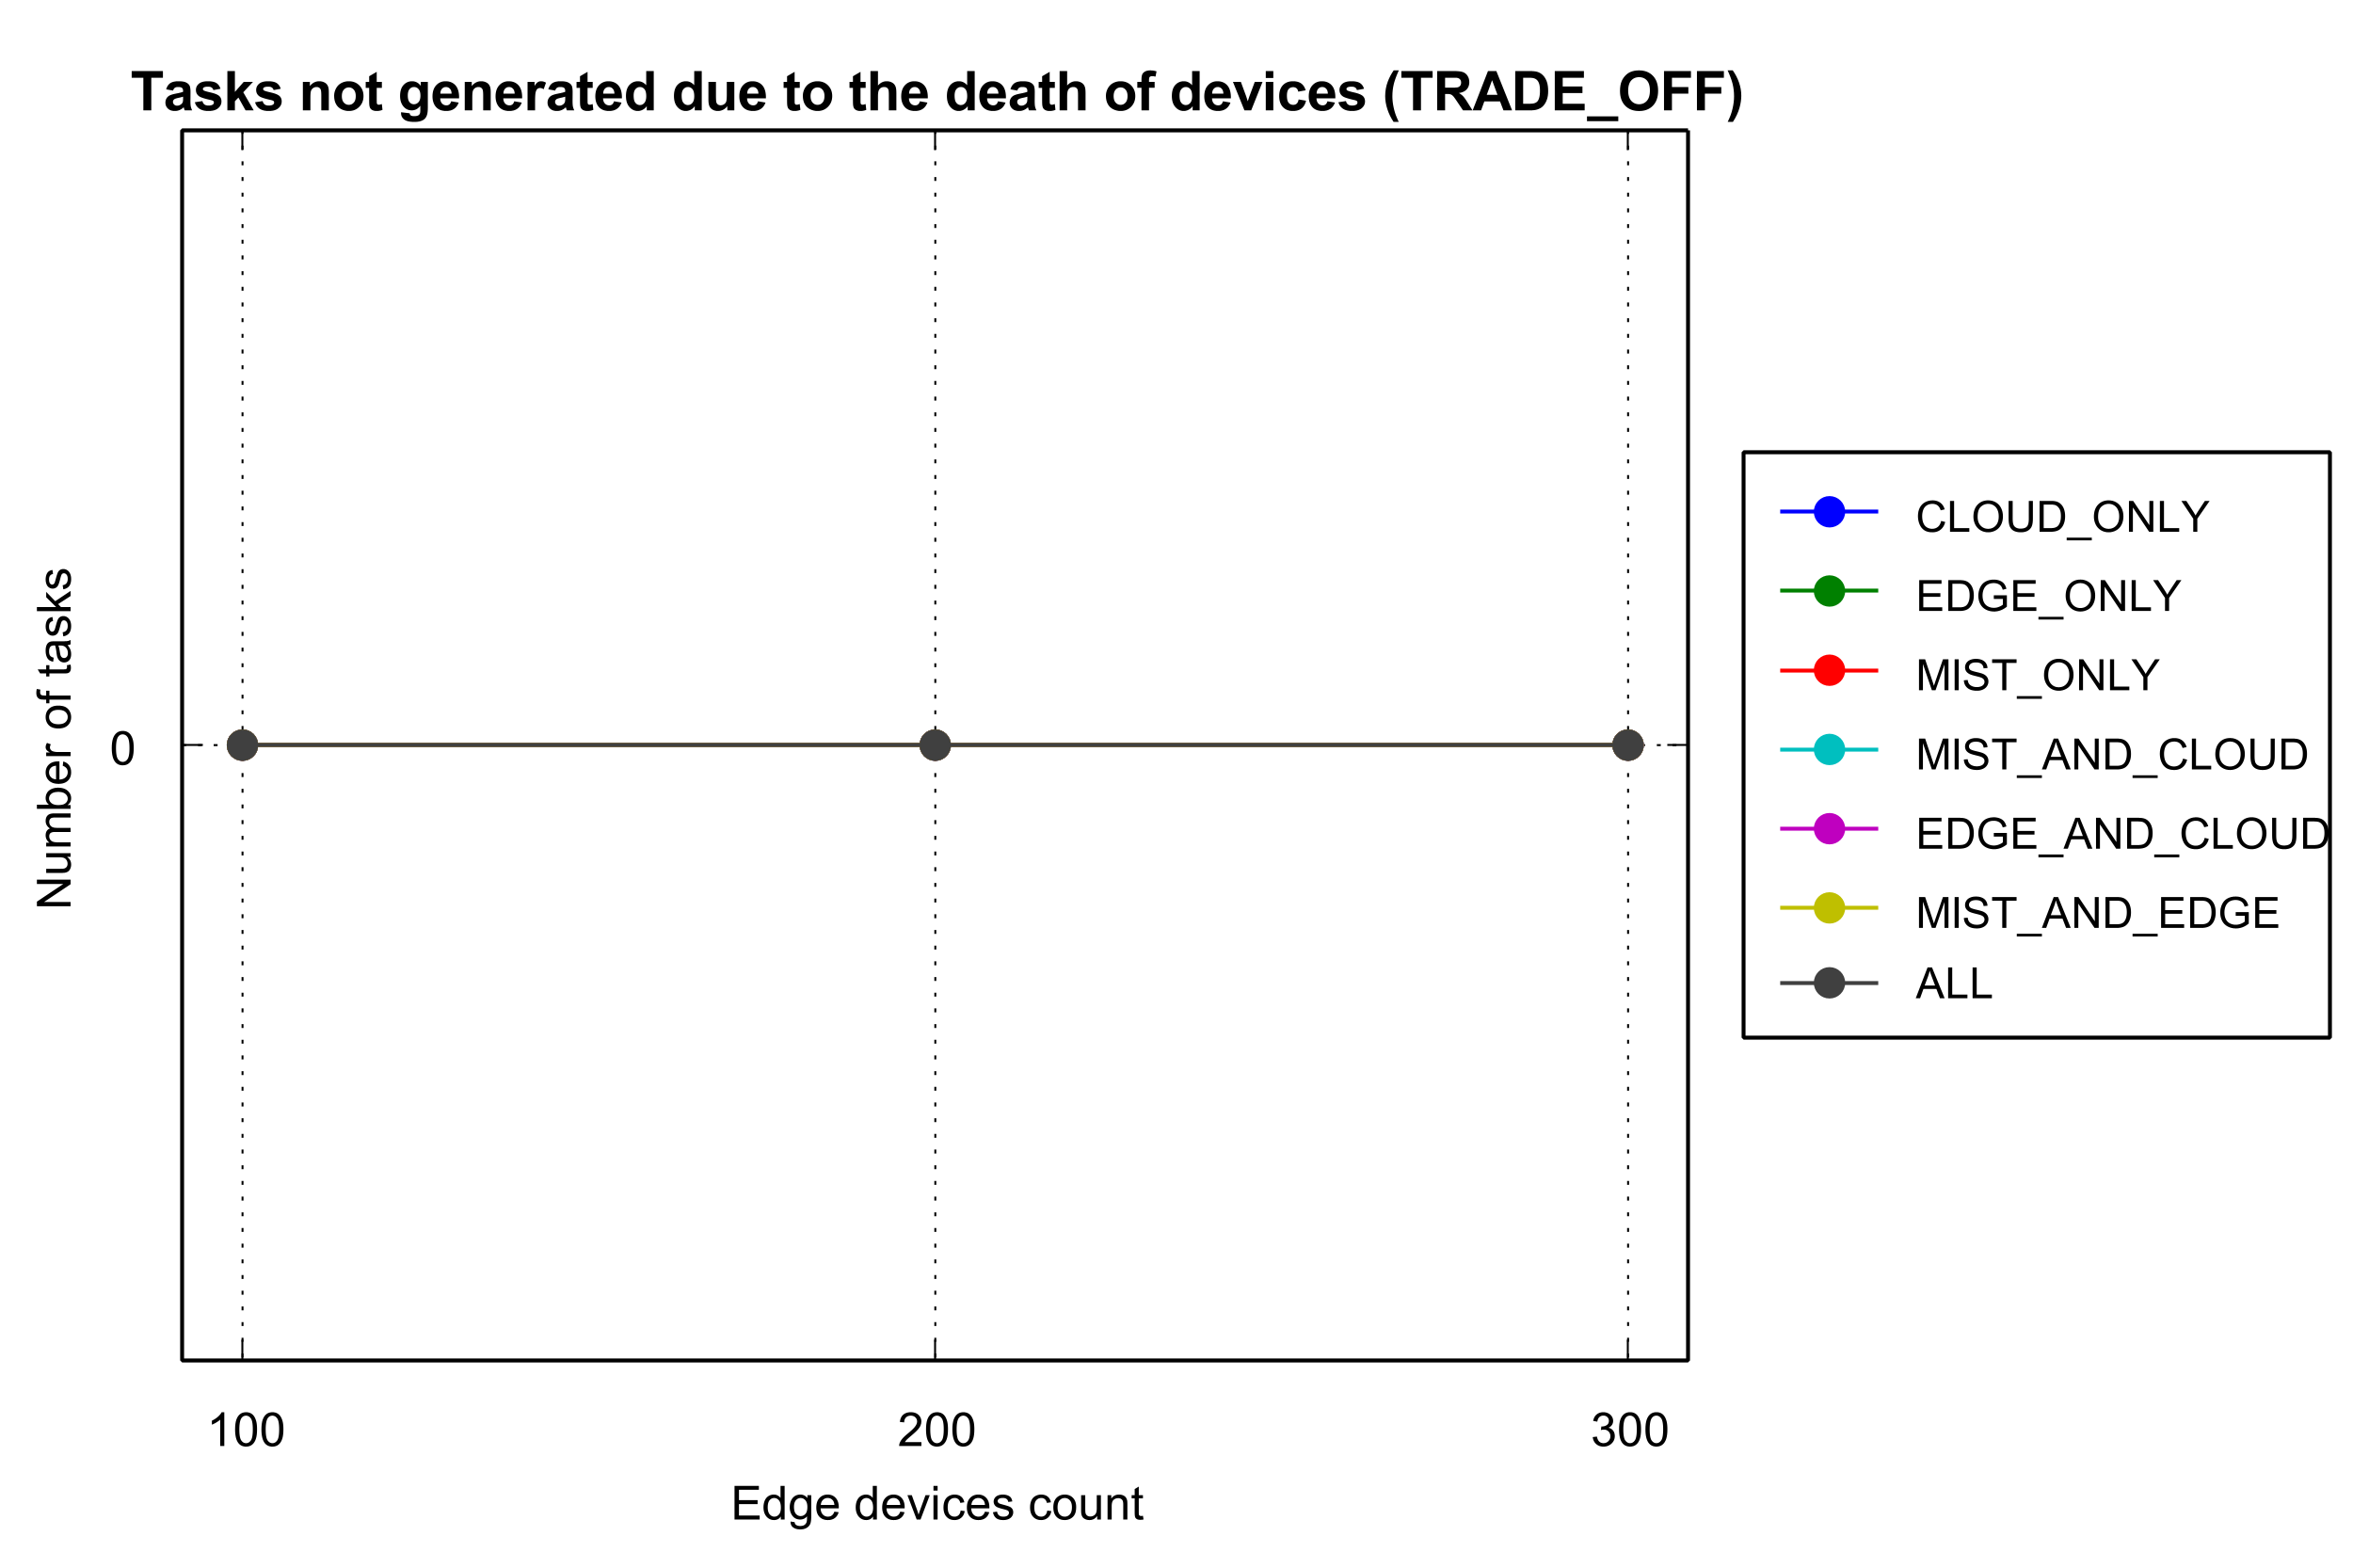 Tasks not generated due to the death of devices (TRADE_OFF)
Number of tasks
0
100
200
300
Edge devices count
CLOUD_ONLY
EDGE_ONLY
MIST_ONLY
MIST_AND_CLOUD
EDGE_AND_CLOUD
MIST_AND_EDGE
ALL